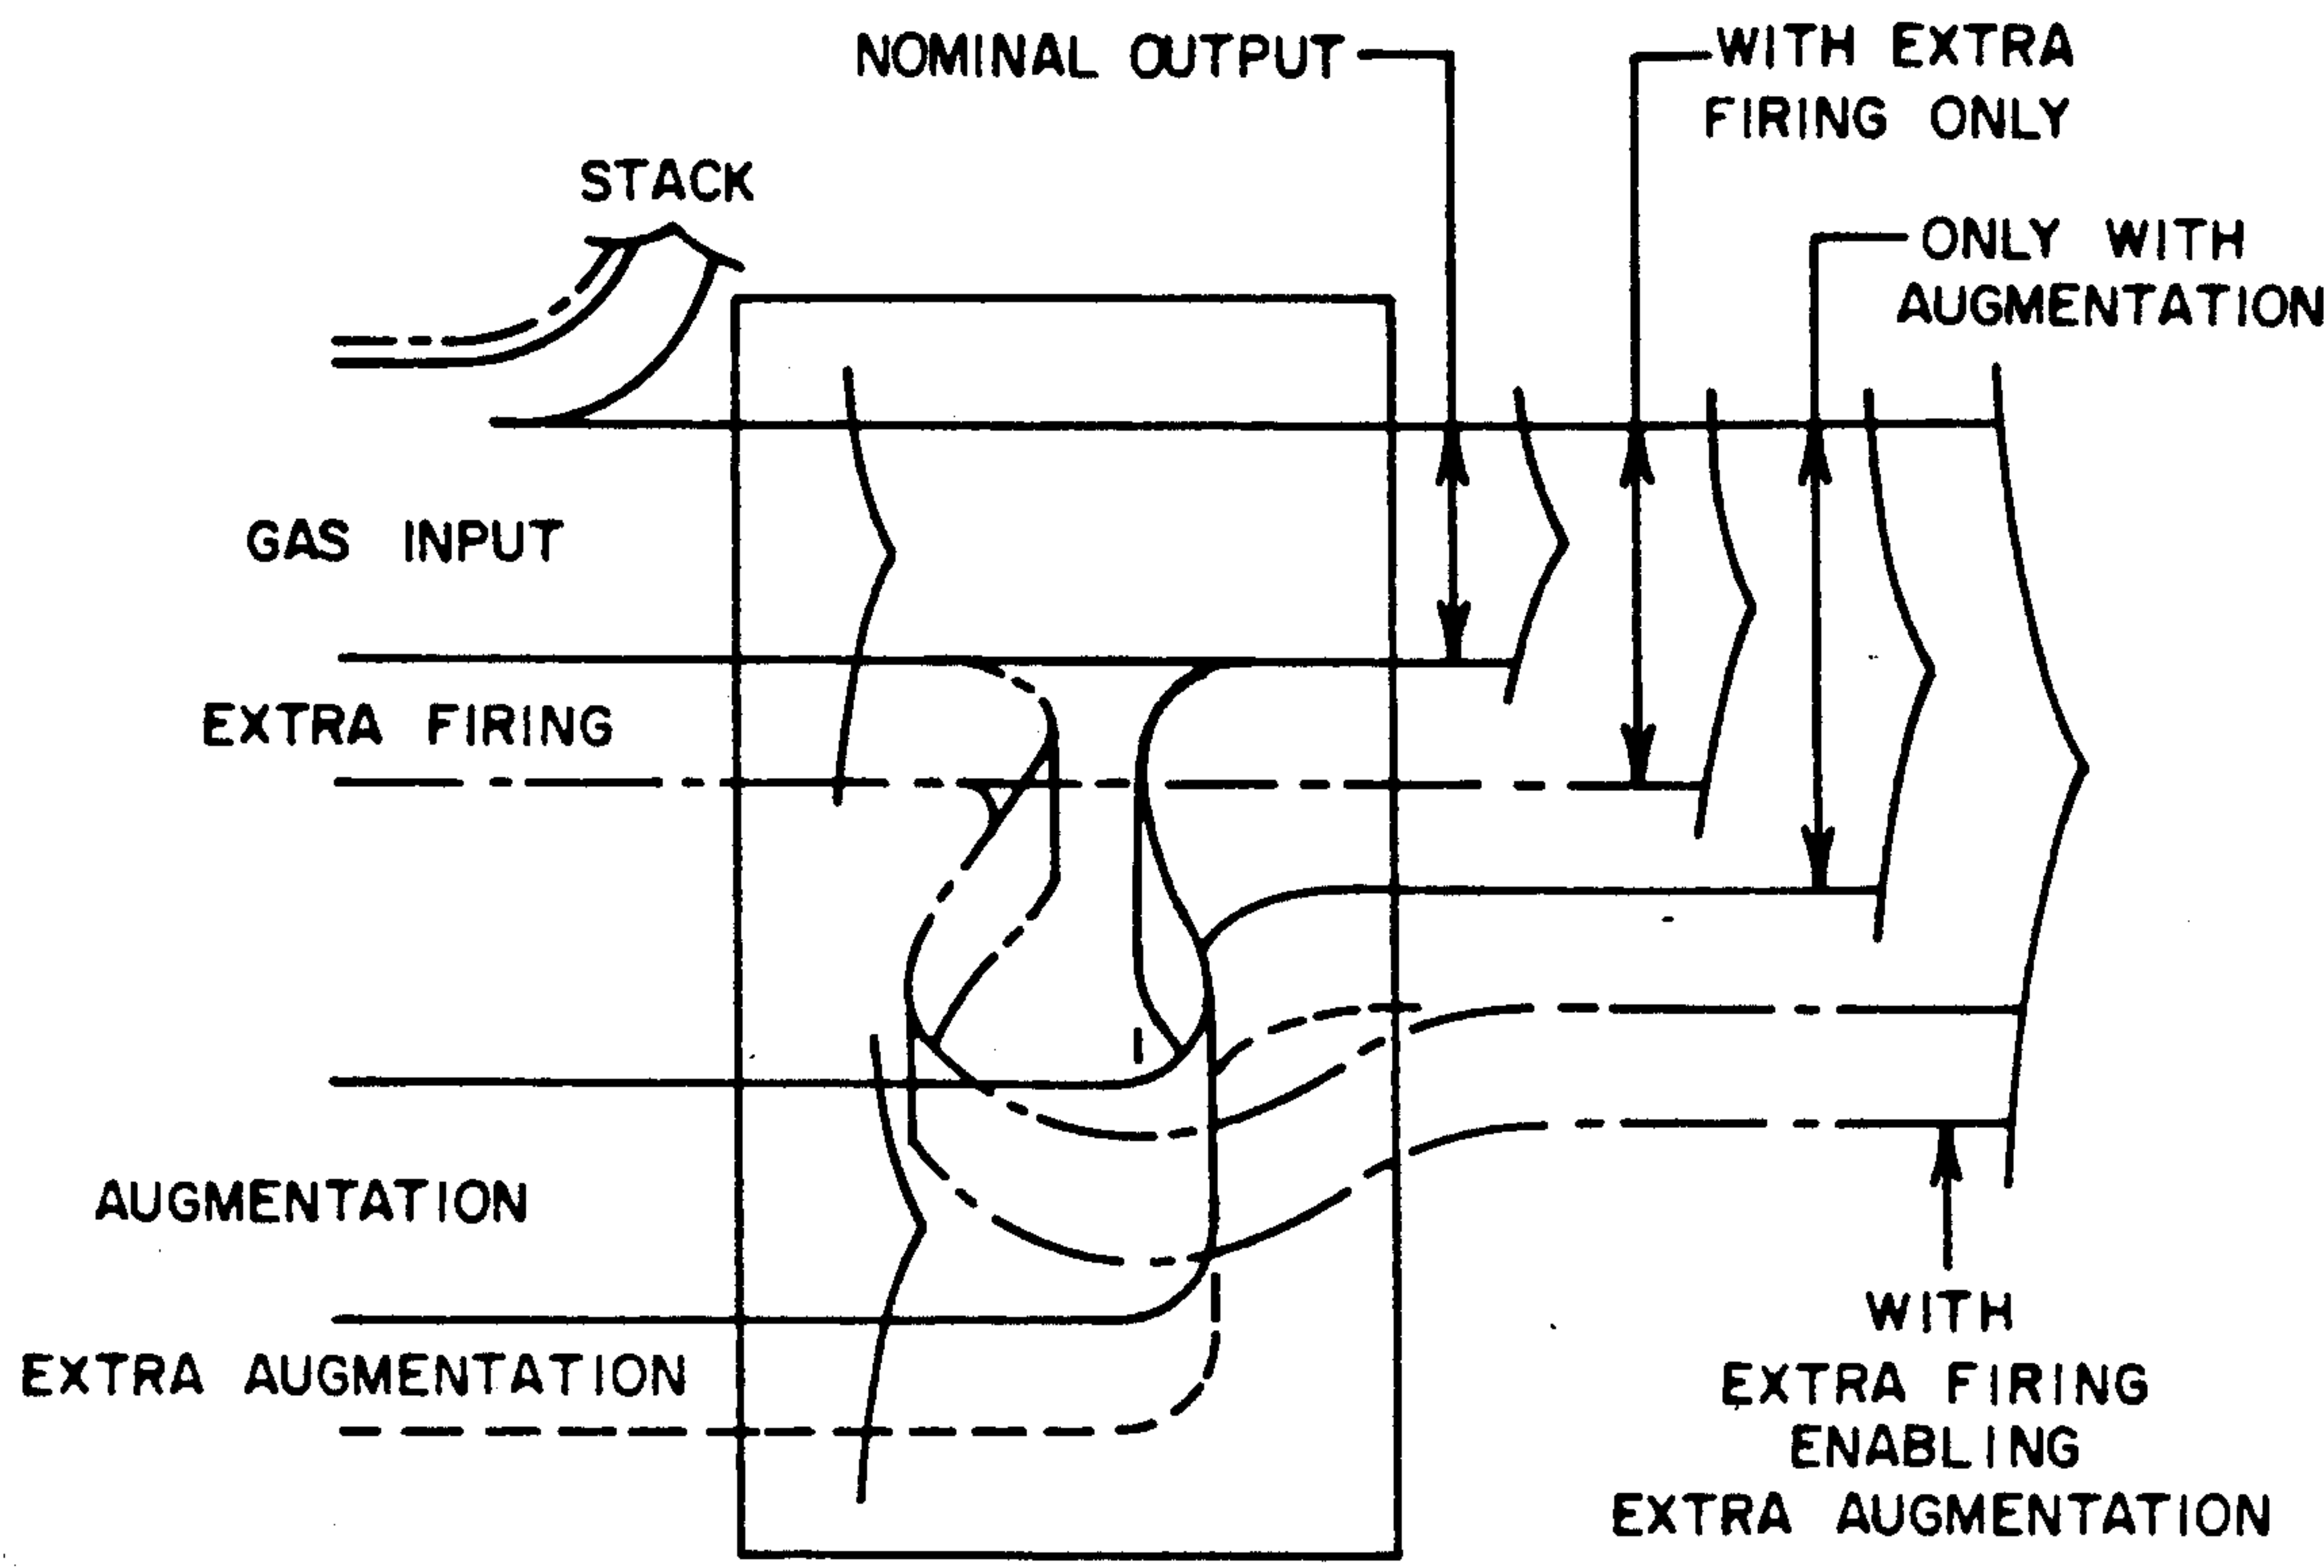 NOMINAL OUTPUT
WITH EXTRA
FIRING ONLY
STACK
ONLY WITH
AUGMENTATION
GAS INPUT
EXTRA FIRING
AUGMENTATION
EXTRA AUGMENTATION
WITH
EXTRA FIRING
ENABLING
EXTRA AUGMENTATION